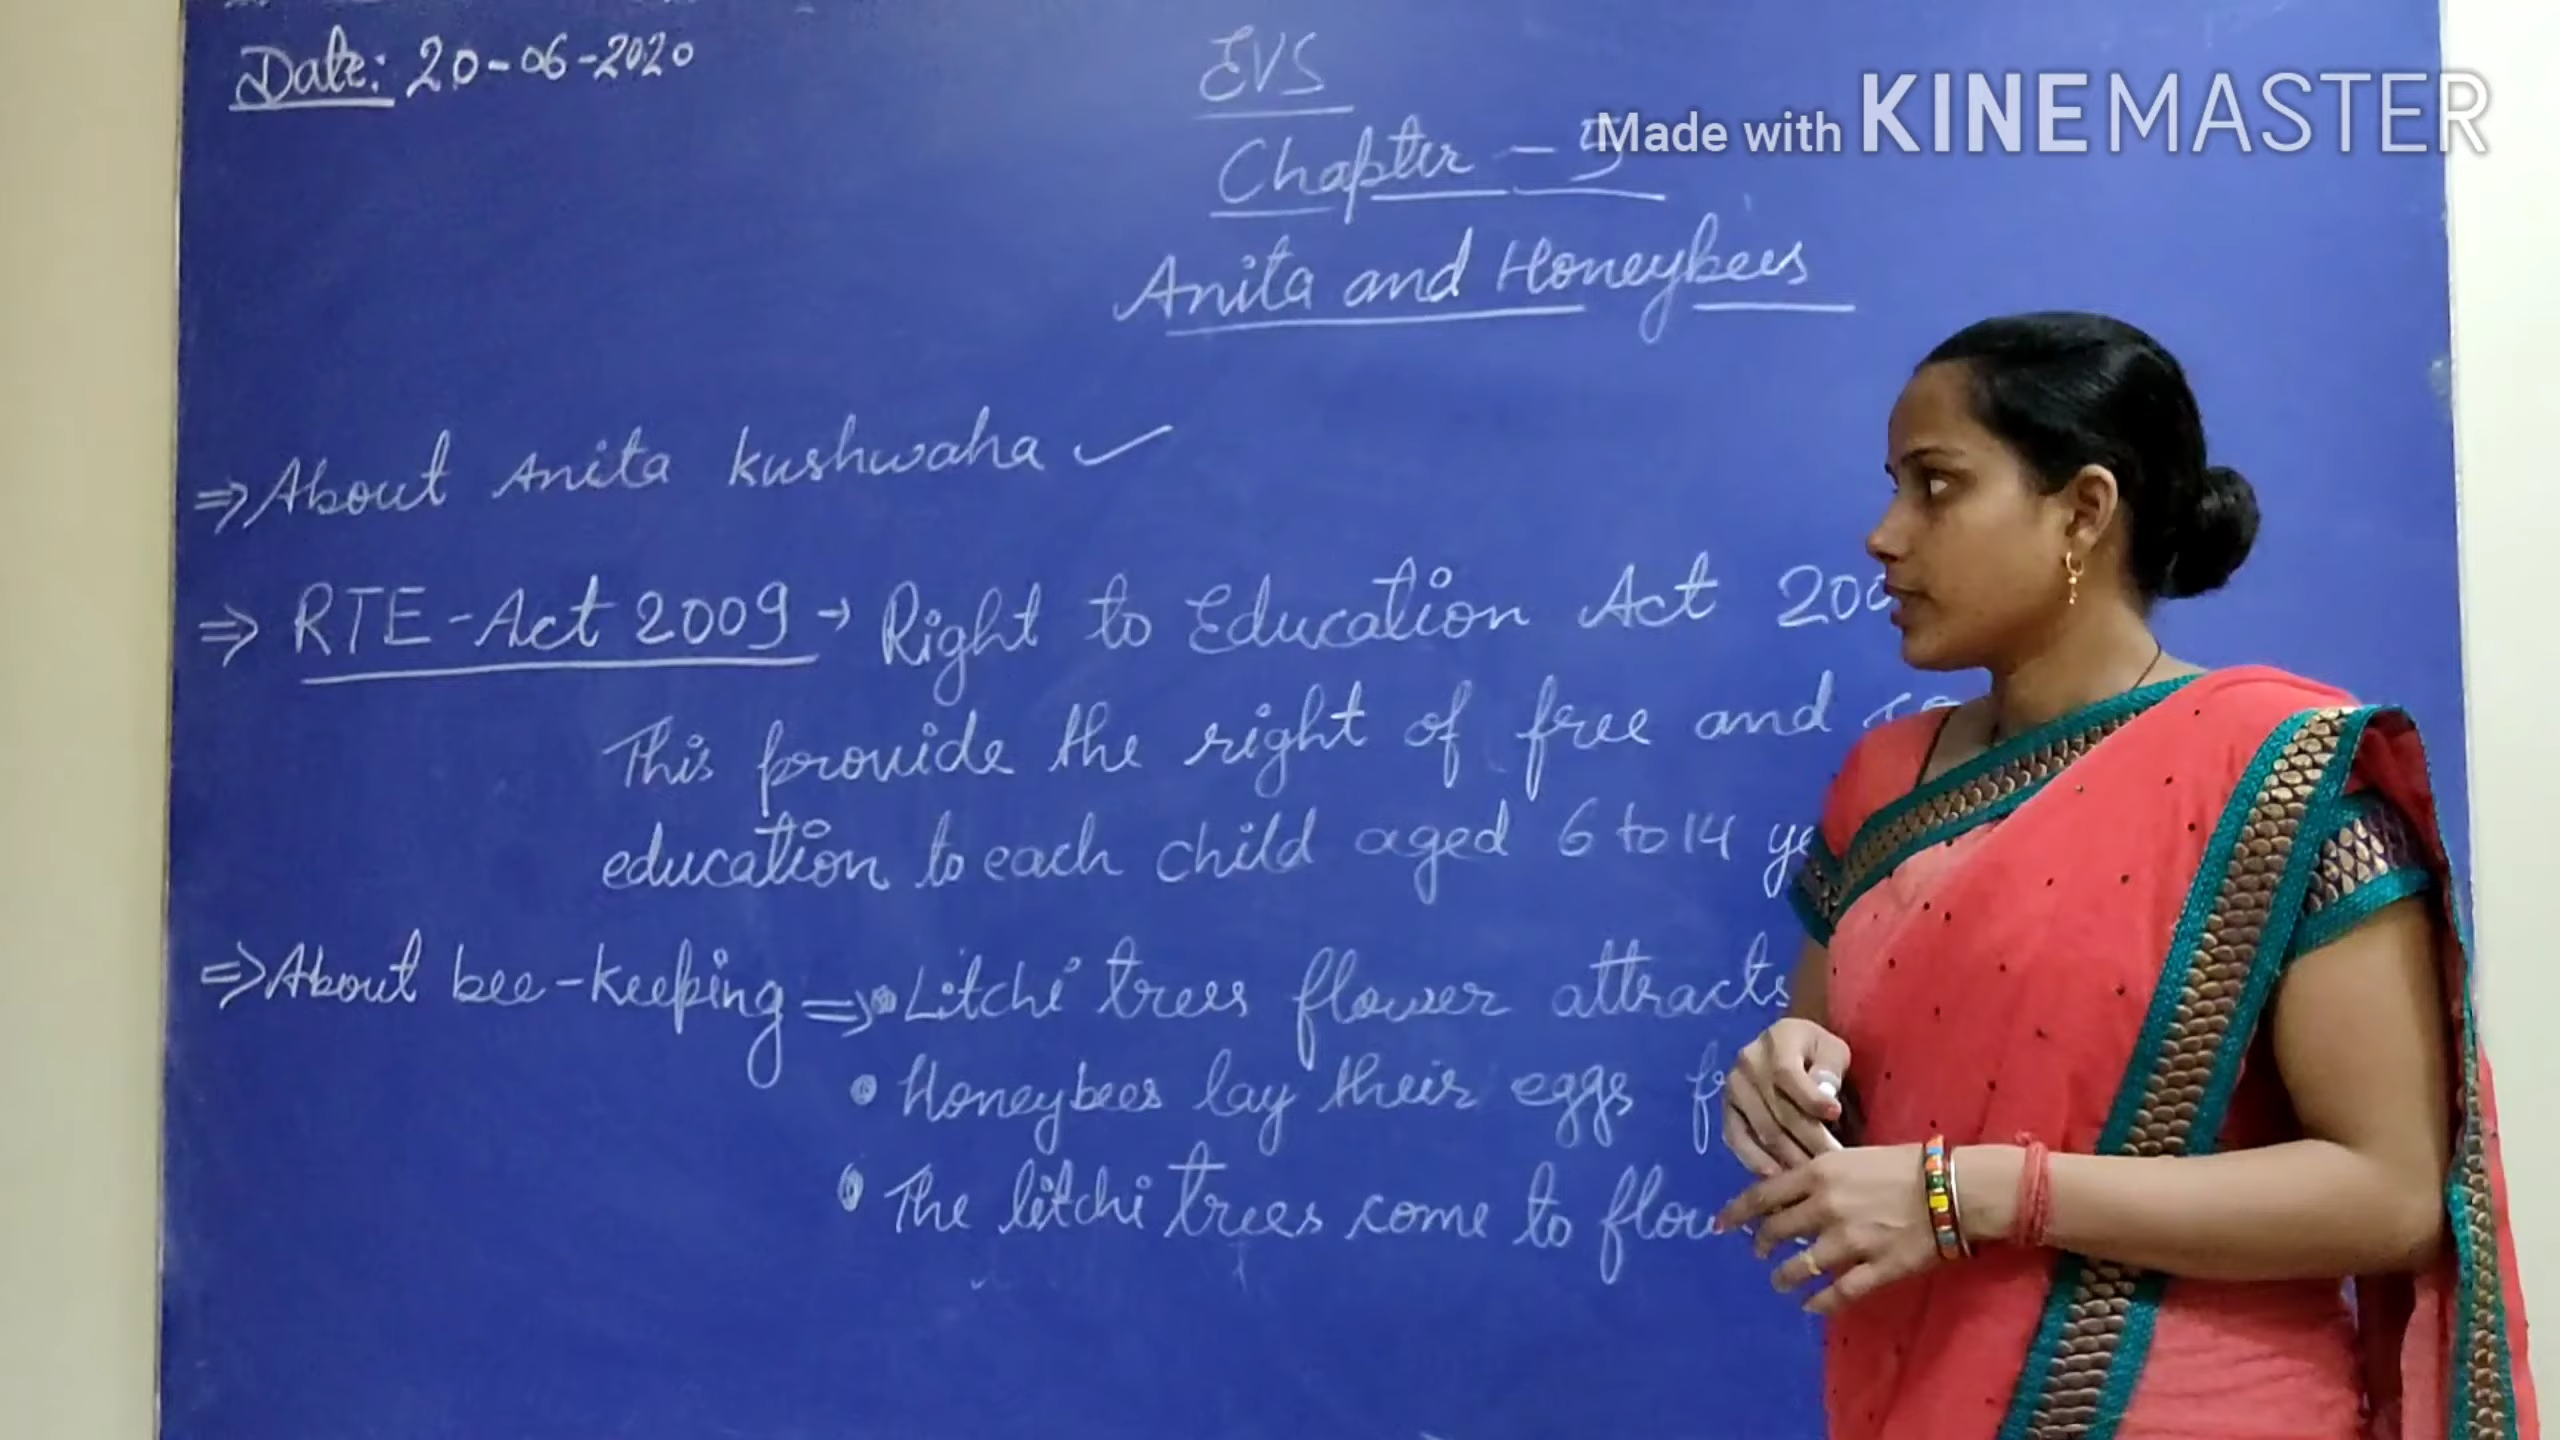 Date: 20-06-2020
EVS
Made with KINEMASTER
Chapter - 5
Anita and Honeybees
⇒ About Anita kushwaha ✓
⇒ RTE-Act 2009 → Right to Education Act
This provide the right of free and
education to each child aged 6 to 14
⇒ About bee-keeping ⇒ • Litchi trees flower attracts
• Honeybees lay their eggs
• The litchi trees come to